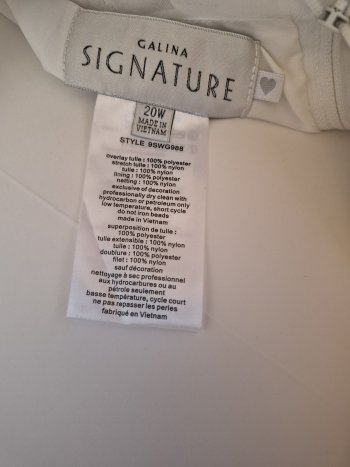 GALINA
SIGNATURE
20W
MADE IN
VIETNAM
STYLE 9SWG988
overlay tulle : 100% polyester
stretch tulle : 100% nylon
tulle : 100% nylon
lining : 100% polyester
netting : 100% nylon
exclusive of decoration
professionally dry clean with
hydrocarbon or petroleum only
low temperature, short cycle
do not iron beads
made in Vietnam
superposition de tulle :
100% polyester
tulle extensible : 100% nylon
tulle : 100% nylon
doublure : 100% polyester
filet : 100% nylon
sauf décoration
nettoyage à sec professionnel
aux hydrocarbures ou au
pétrole seulement
basse température, cycle court
ne pas repasser les perles
fabriqué en Vietnam